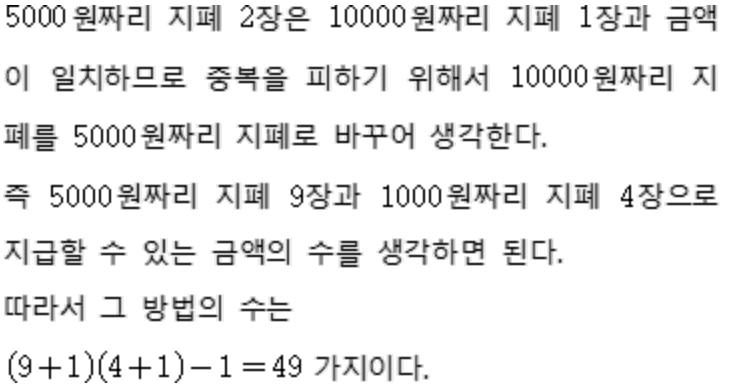 5000원짜리 지폐 2장은 10000원짜리 지폐 1장과 금액
이 일치하므로 중복을 피하기 위해서 10000원짜리 지
폐를 5000원짜리 지폐로 바꾸어 생각한다.
즉 5000원짜리 지폐 9장과 1000원짜리 지폐 4장으로
지급할 수 있는 금액의 수를 생각하면 된다.
따라서 그 방법의 수는
(9+1)(4+1)-1=49 가지이다.